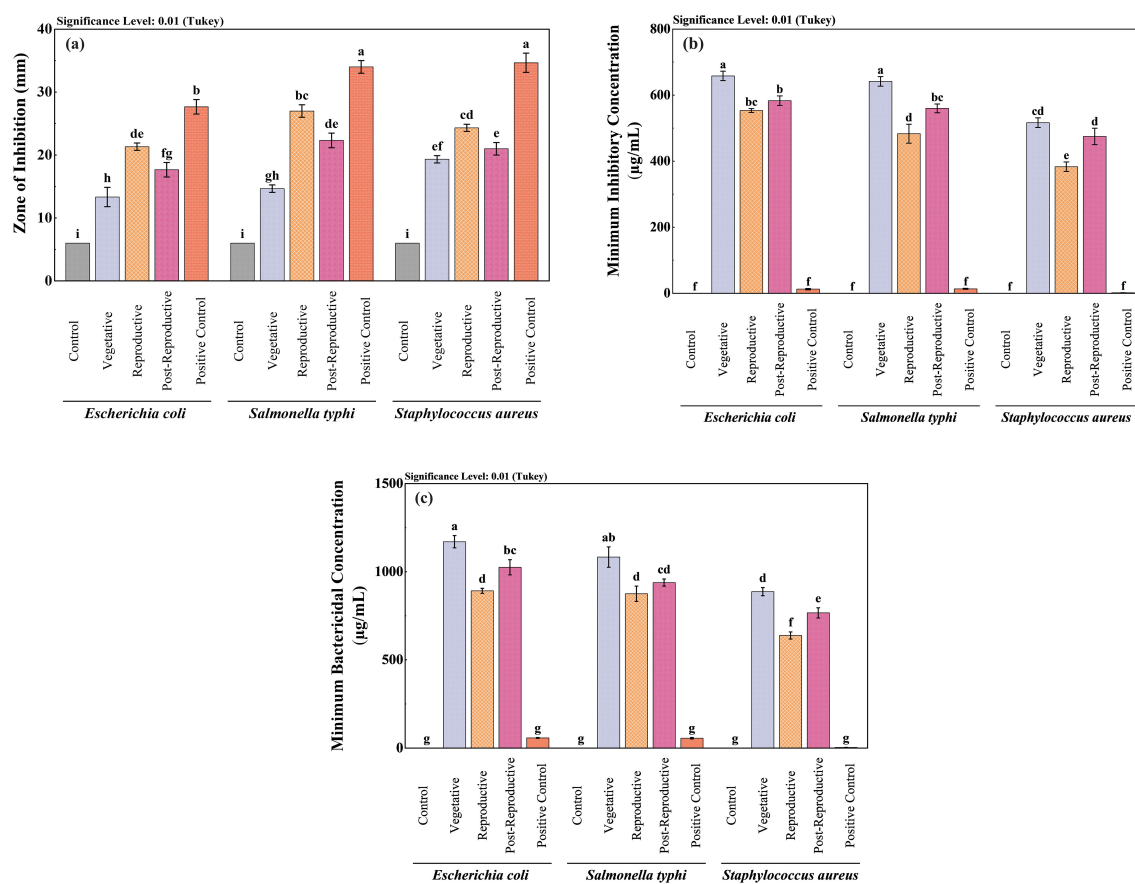 Significance Level: 0.01 (Tukey)
(a)
Zone of Inhibition (mm)
40
30
20
10
0
i h de fg b
i gh bc de a
i ef cd e a
Control Vegetative Reproductive Post-Reproductive Positive Control
Control Vegetative Reproductive Post-Reproductive Positive Control
Control Vegetative Reproductive Post-Reproductive Positive Control
Escherichia coli Salmonella typhi Staphylococcus aureus
Significance Level: 0.01 (Tukey)
(b)
Minimum Inhibitory Concentration
(µg/mL)
800
600
400
200
0
f a bc b f
f a d bc f
f cd e d f
Control Vegetative Reproductive Post-Reproductive Positive Control
Control Vegetative Reproductive Post-Reproductive Positive Control
Control Vegetative Reproductive Post-Reproductive Positive Control
Escherichia coli Salmonella typhi Staphylococcus aureus
Significance Level: 0.01 (Tukey)
(c)
Minimum Bactericidal Concentration
(µg/mL)
1500
1000
500
0
g a d bc g
g ab d cd g
g d f e g
Control Vegetative Reproductive Post-Reproductive Positive Control
Control Vegetative Reproductive Post-Reproductive Positive Control
Control Vegetative Reproductive Post-Reproductive Positive Control
Escherichia coli Salmonella typhi Staphylococcus aureus